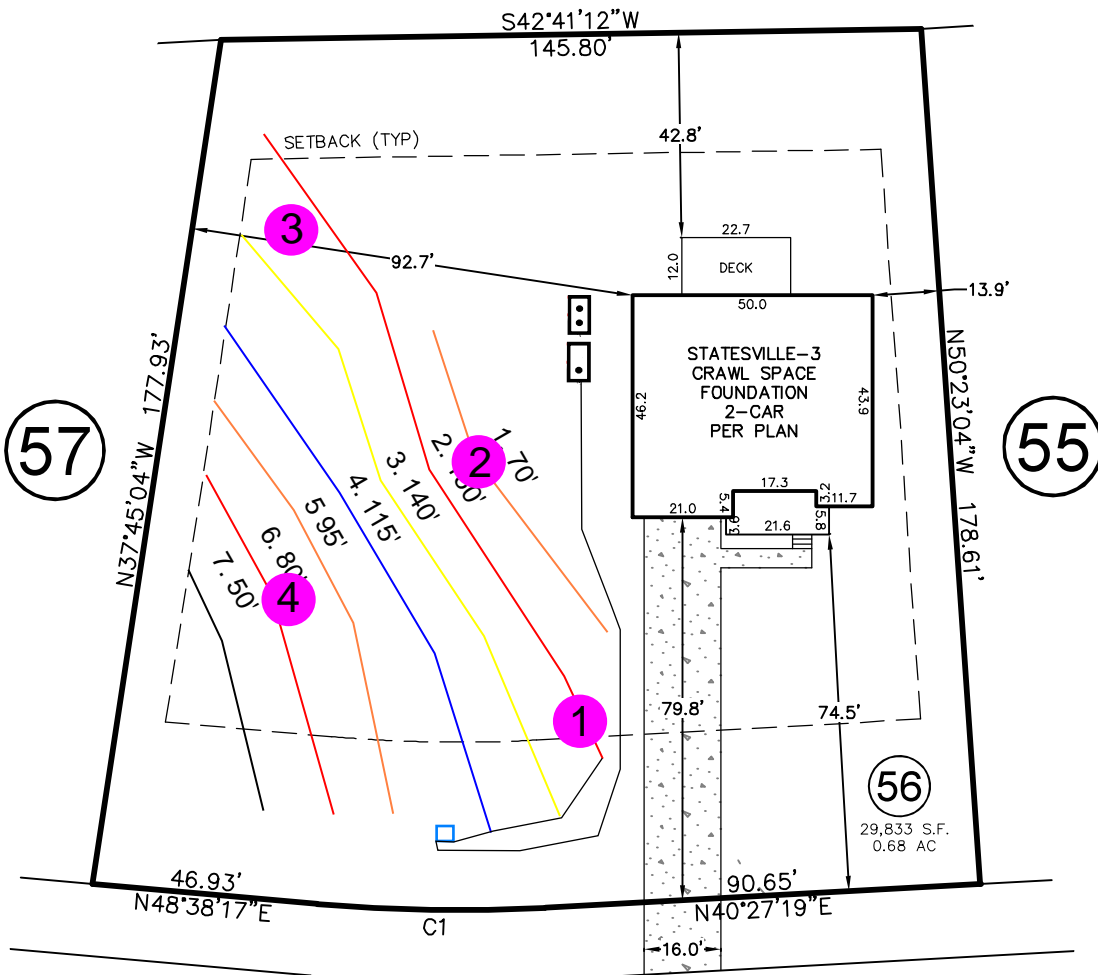 S42°41'12"W
145.80'
SETBACK (TYP)
42.8'
3
92.7'
22.7
12.0
DECK
13.9'
50.0
STATESVILLE-3
CRAWL SPACE
FOUNDATION
2-CAR
PER PLAN
46.2
43.9
N37°45'04"W 177.93'
N50°23'04"W 178.61'
57
55
1. 70'
2
2.
3. 140'
4. 115'
5 95'
6. 80'
7. 50'
4
17.3
3.2
11.7
21.0
5.4
21.6
5.8
1
79.8'
74.5'
56
29,833 S.F.
0.68 AC
46.93'
N48°38'17"E
C1
90.65'
N40°27'19"E
16.0'